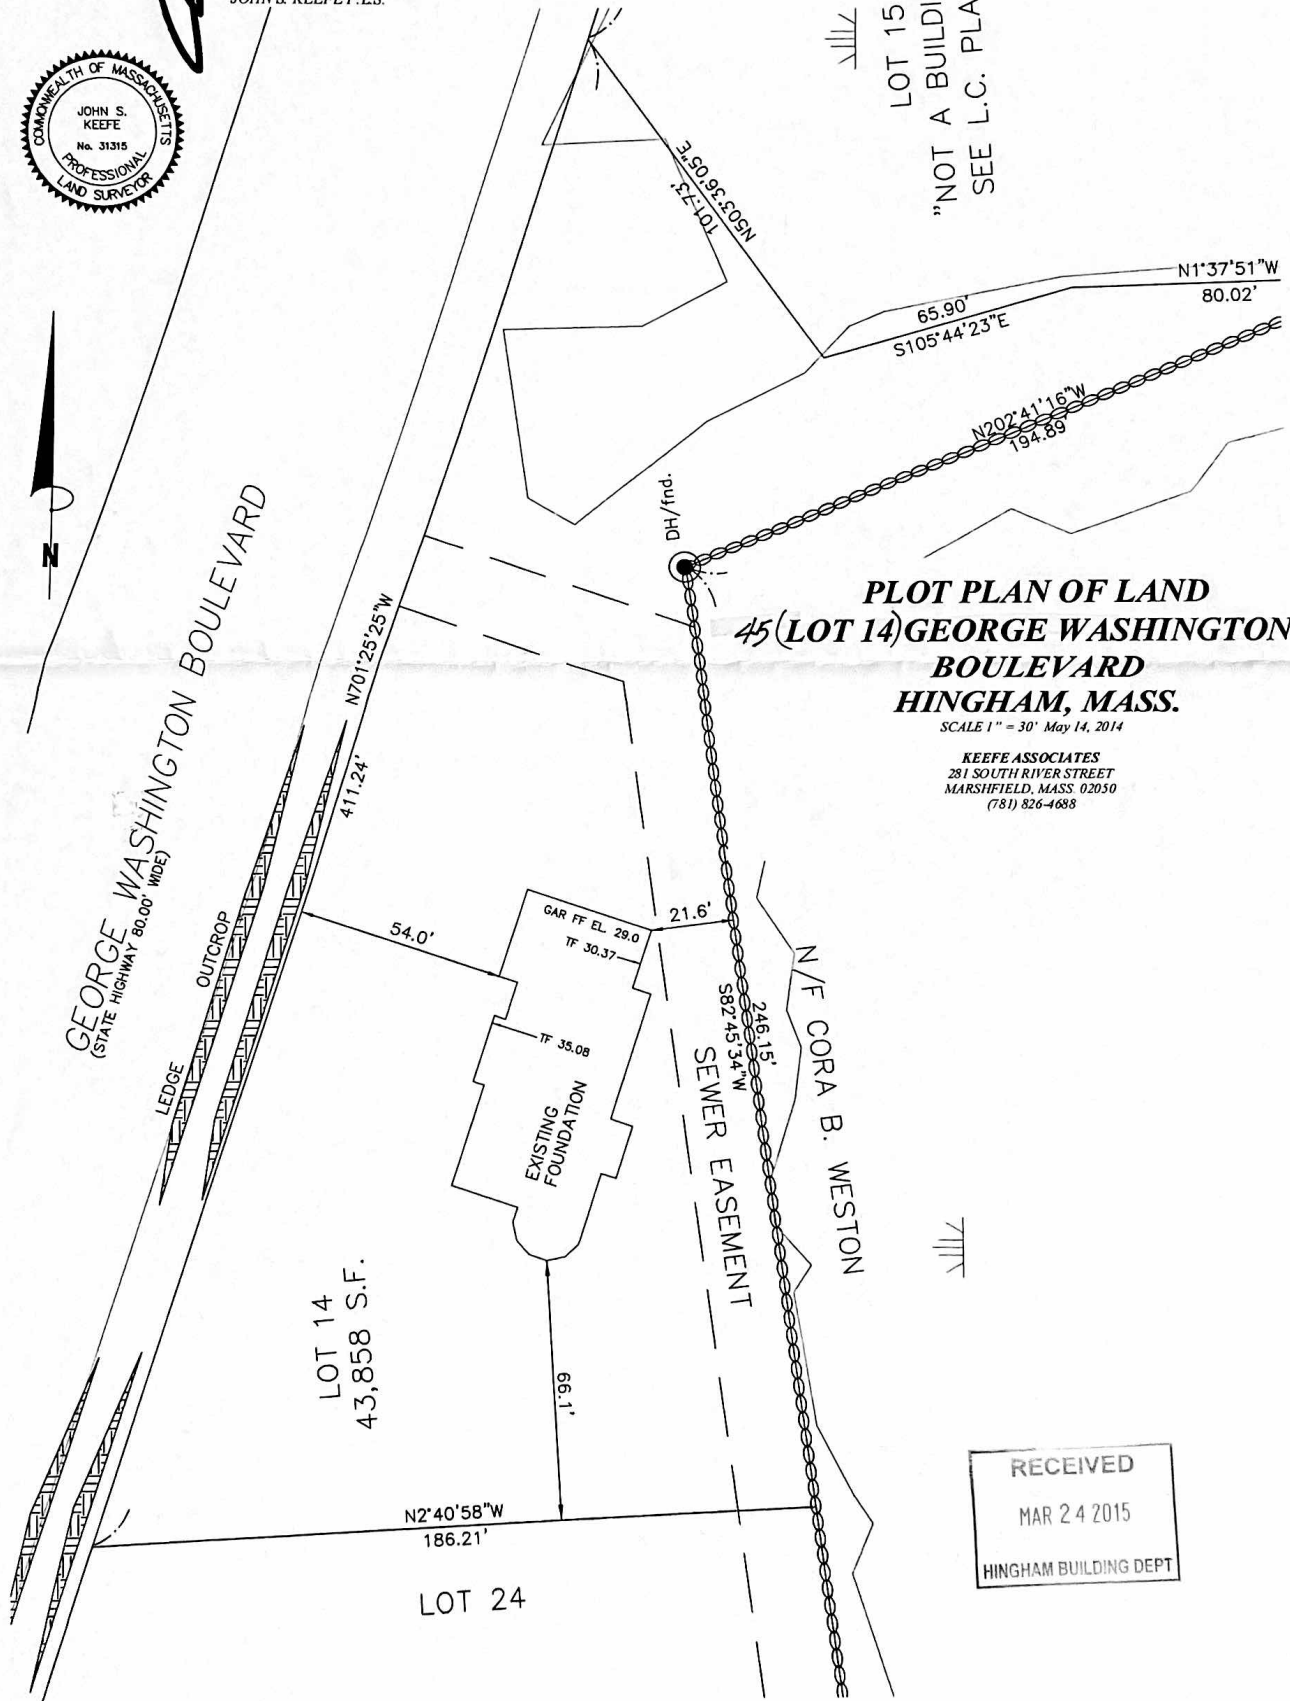 JOHN S. KEEFE P.L.S.
COMMONWEALTH OF MASSACHUSETTS
JOHN S.
KEEFE
No. 31315
PROFESSIONAL
LAND SURVEYOR
LOT 15
"NOT A BUILDI
SEE L.C. PLA
N503°36'05"E
101.73'
65.90'
S105°44'23"E
N1°37'51"W
80.02'
N202°41'16"W
194.89'
N
DH/fnd.
GEORGE WASHINGTON BOULEVARD
(STATE HIGHWAY 80.00' WIDE)
N701°25'25"W
411.24'
PLOT PLAN OF LAND
45 (LOT 14) GEORGE WASHINGTON
BOULEVARD
HINGHAM, MASS.
SCALE 1" = 30' May 14, 2014
KEEFE ASSOCIATES
281 SOUTH RIVER STREET
MARSHFIELD, MASS. 02050
(781) 826-4688
LEDGE OUTCROP
54.0'
GAR FF EL. 29.0
TF 30.37
21.6'
TF 35.08
EXISTING
FOUNDATION
246.15'
S82°45'34"W
N/F CORA B. WESTON
SEWER EASEMENT
LOT 14
43,858 S.F.
66.1'
N2°40'58"W
186.21'
LOT 24
RECEIVED
MAR 24 2015
HINGHAM BUILDING DEPT